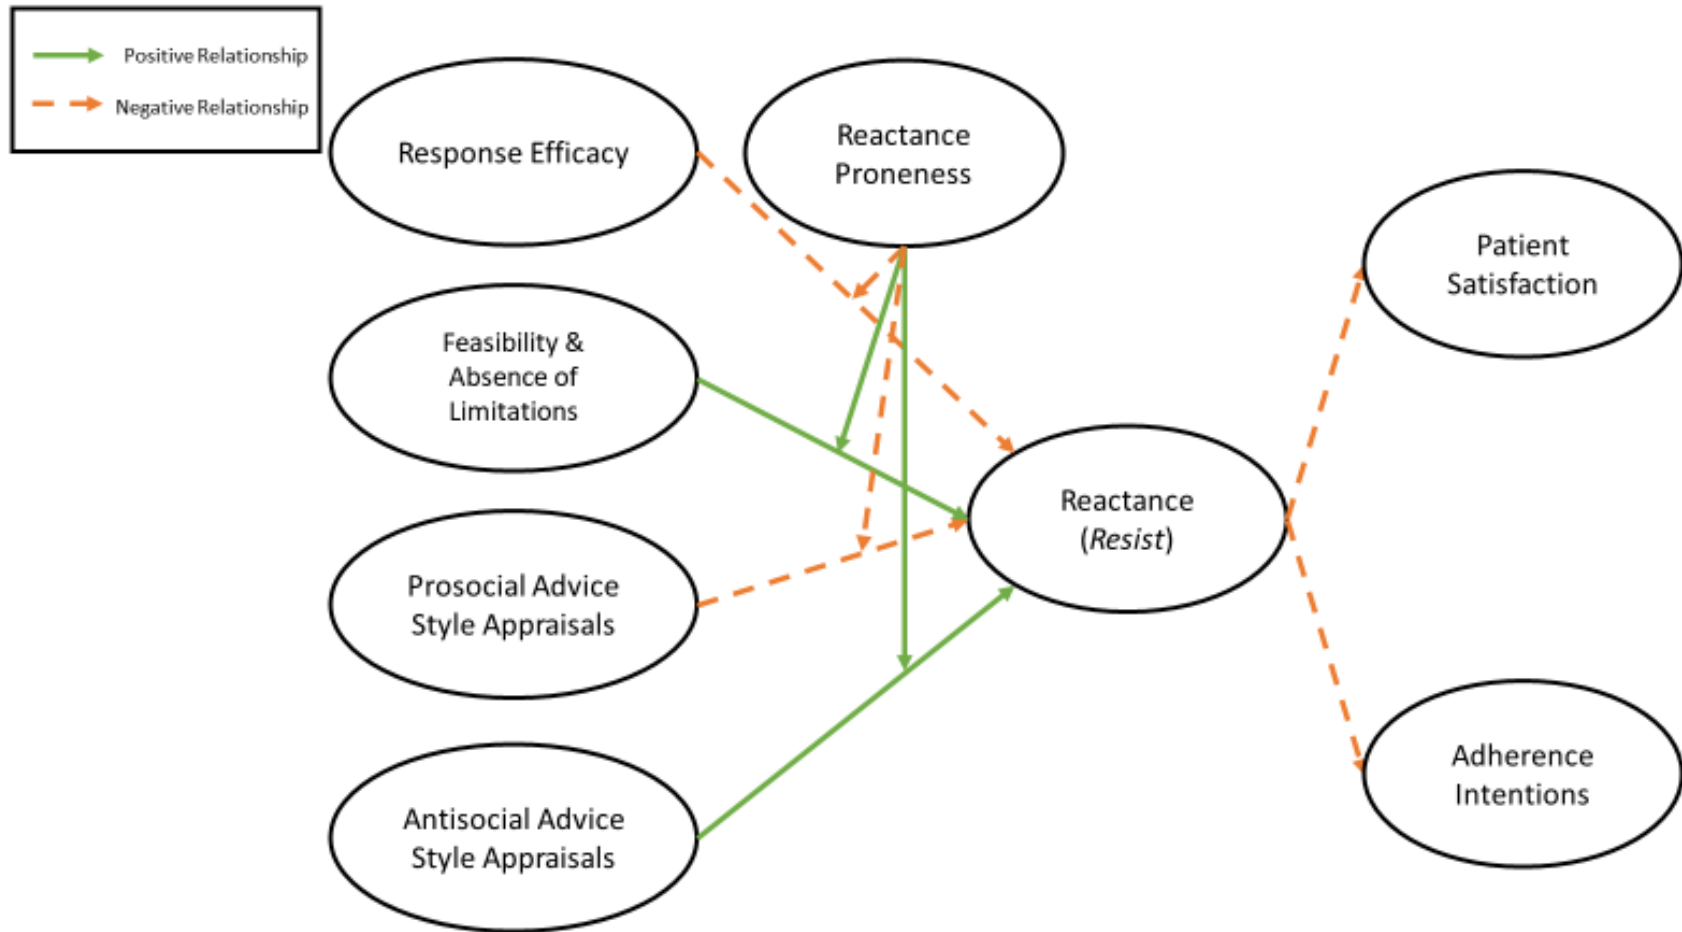 Positive Relationship
Negative Relationship
Response Efficacy
Reactance
Proneness
Patient
Satisfaction
Feasibility &
Absence of
Limitations
Reactance
(Resist)
Prosocial Advice
Style Appraisals
Adherence
Intentions
Antisocial Advice
Style Appraisals